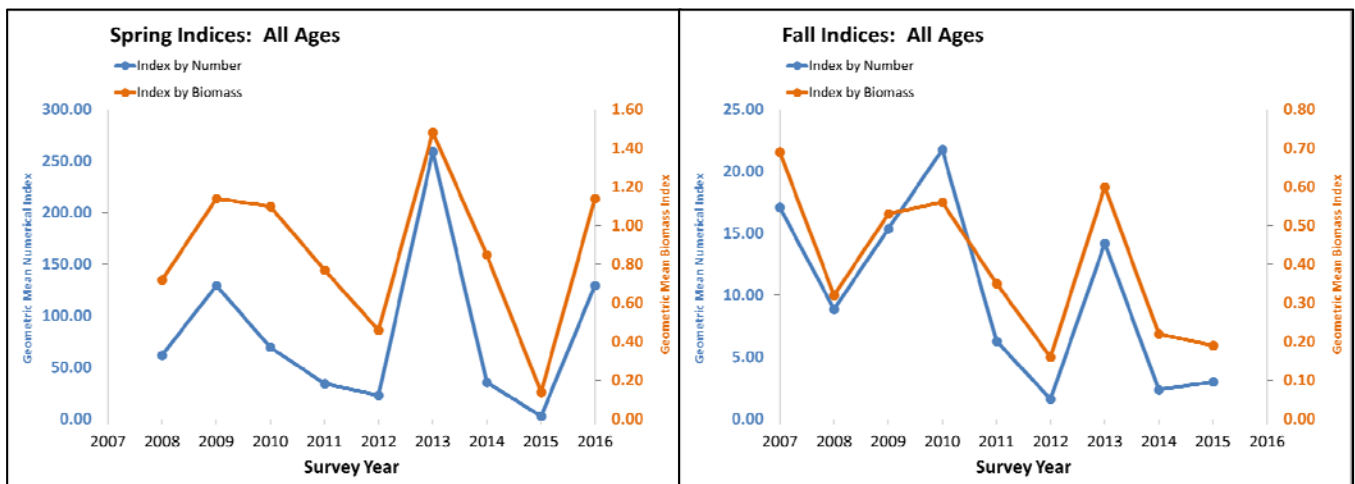 Spring Indices: All Ages
Index by Number
Index by Biomass
300.00
250.00
200.00
150.00
100.00
50.00
0.00
Geometric Mean Numerical Index
1.60
1.40
1.20
1.00
0.80
0.60
0.40
0.20
0.00
Geometric Mean Biomass Index
2007 2008 2009 2010 2011 2012 2013 2014 2015 2016
Survey Year
Fall Indices: All Ages
Index by Number
Index by Biomass
25.00
20.00
15.00
10.00
5.00
0.00
Geometric Mean Numerical Index
0.80
0.70
0.60
0.50
0.40
0.30
0.20
0.10
0.00
Geometric Mean Biomass Index
2007 2008 2009 2010 2011 2012 2013 2014 2015 2016
Survey Year